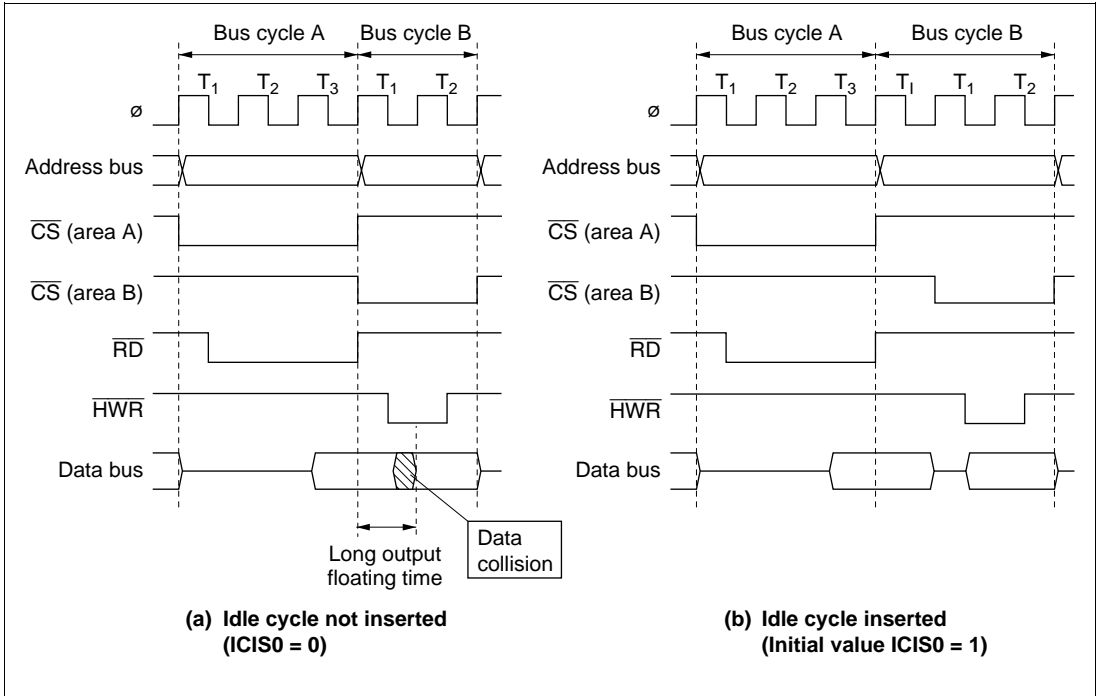 Bus cycle A
Bus cycle B
T1 T2 T3 T1 T2
ø
Address bus
CS (area A)
CS (area B)
RD
HWR
Data bus
Long output
floating time
Data
collision
(a) Idle cycle not inserted
(ICIS0 = 0)
Bus cycle A
Bus cycle B
T1 T2 T3 TI T1 T2
ø
Address bus
CS (area A)
CS (area B)
RD
HWR
Data bus
(b) Idle cycle inserted
(Initial value ICIS0 = 1)